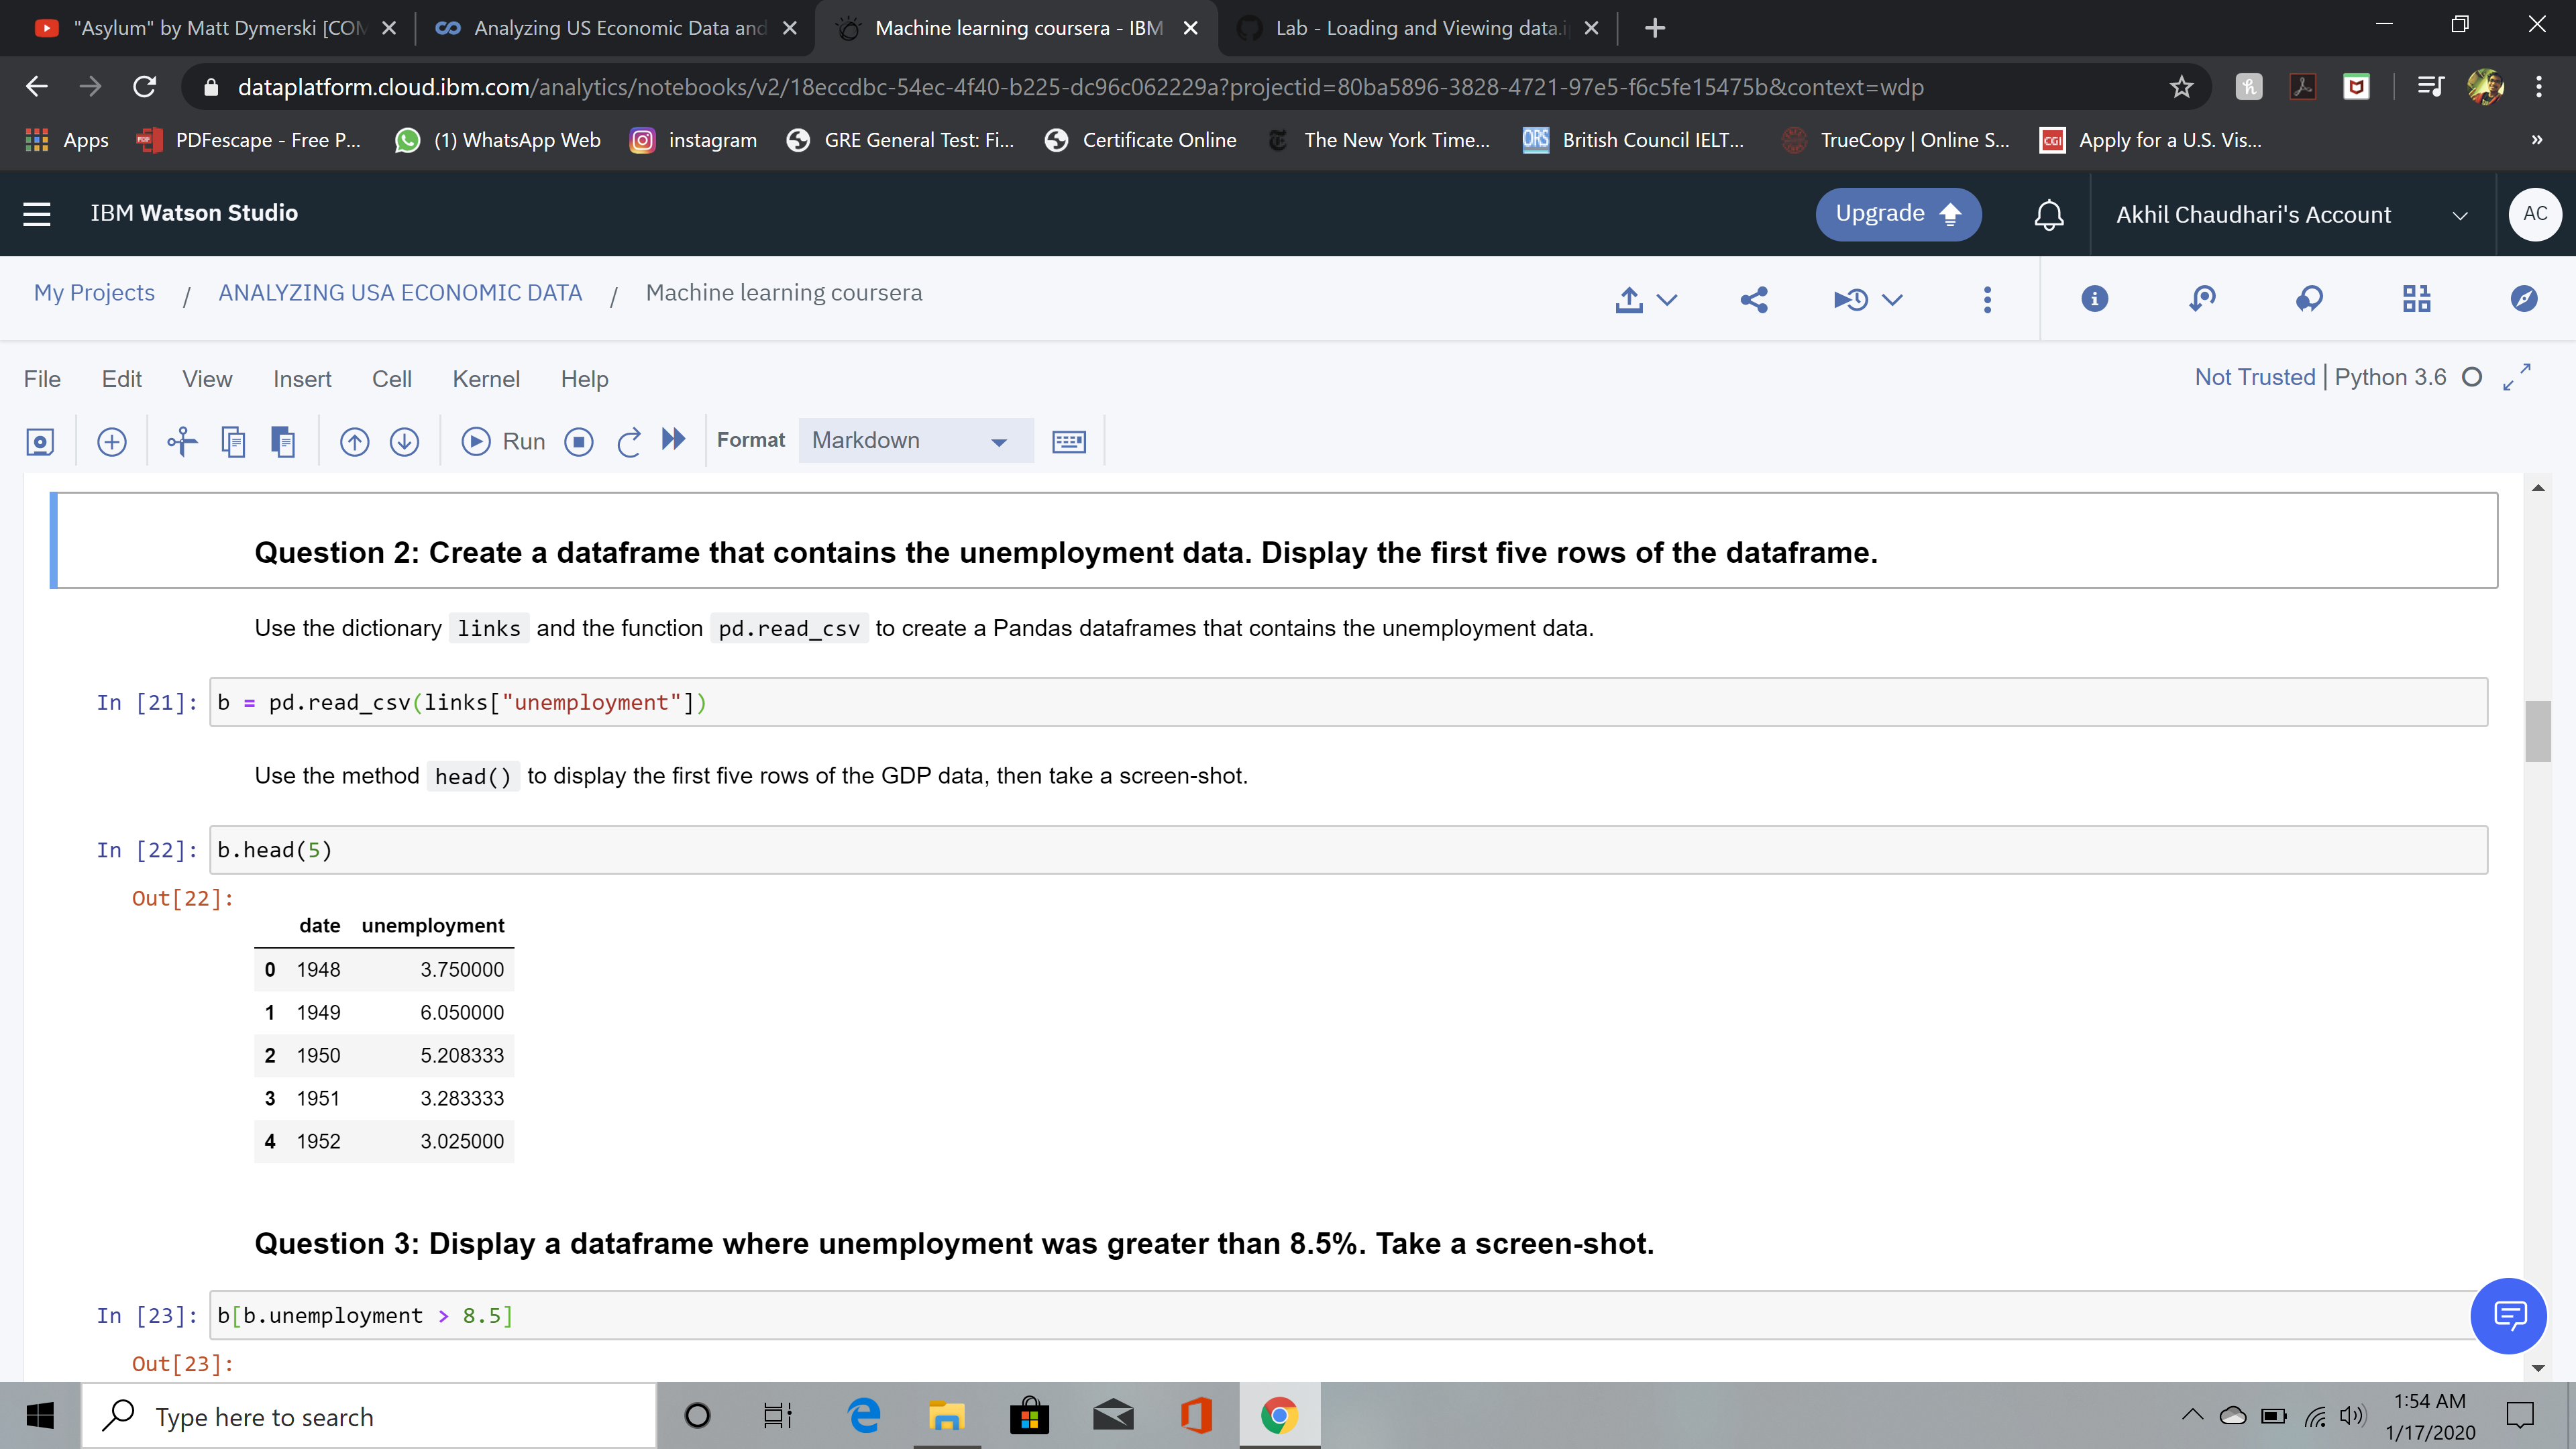 "Asylum" by Matt Dymerski [COM
Analyzing US Economic Data and
Machine learning coursera - IBM
Lab - Loading and Viewing data.i
dataplatform.cloud.ibm.com/analytics/notebooks/v2/18eccdbc-54ec-4f40-b225-dc96c062229a?projectid=80ba5896-3828-4721-97e5-f6c5fe15475b&context=wdp
Apps PDFescape - Free P... (1) WhatsApp Web instagram GRE General Test: Fi... Certificate Online The New York Time... ORS British Council IELT... TrueCopy | Online S... CGI Apply for a U.S. Vis... »
IBM Watson Studio Upgrade Akhil Chaudhari's Account AC
My Projects / ANALYZING USA ECONOMIC DATA / Machine learning coursera
File Edit View Insert Cell Kernel Help Not Trusted | Python 3.6
Run Format Markdown
Question 2: Create a dataframe that contains the unemployment data. Display the first five rows of the dataframe.
Use the dictionary links and the function pd.read_csv to create a Pandas dataframes that contains the unemployment data.
In [21]: b = pd.read_csv(links["unemployment"])
Use the method head() to display the first five rows of the GDP data, then take a screen-shot.
In [22]: b.head(5)
Out[22]:
date unemployment
0 1948 3.750000
1 1949 6.050000
2 1950 5.208333
3 1951 3.283333
4 1952 3.025000
Question 3: Display a dataframe where unemployment was greater than 8.5%. Take a screen-shot.
In [23]: b[b.unemployment > 8.5]
Out[23]:
Type here to search
1:54 AM
1/17/2020